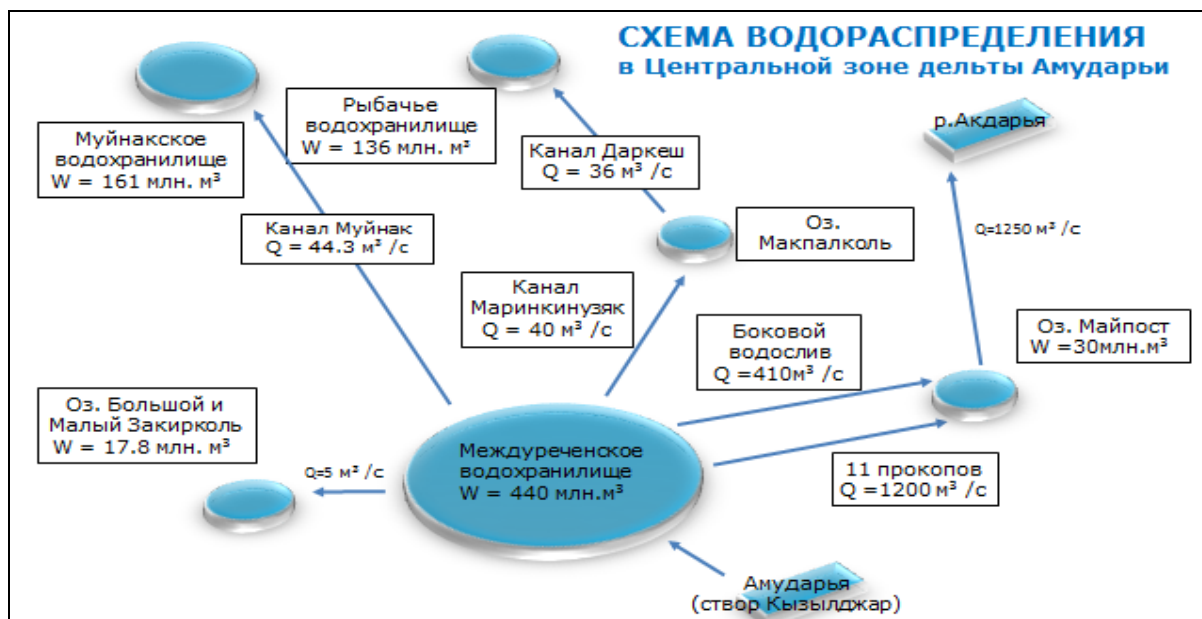 СХЕМА ВОДОРАСПРЕДЕЛЕНИЯ
в Центральной зоне дельты Амударьи
Рыбачье
водохранилище
W = 136 млн. м³
Муйнакское
водохранилище
W = 161 млн. м³
р.Акдарья
Канал Даркеш
Q = 36 м³ /с
Канал Муйнак
Q = 44.3 м³ /с
Оз.
Макпалколь
Q=1250 м³ /с
Канал
Маринкинузяк
Q = 40 м³ /с
Боковой
водослив
Q =410м³ /с
Оз. Майпост
W =30млн.м³
Оз. Большой и
Малый Закирколь
W = 17.8 млн. м³
Междуреченское
водохранилище
W = 440 млн.м³
Q=5 м³ /с
11 прокопов
Q =1200 м³ /с
Амударья
(створ Кызылджар)